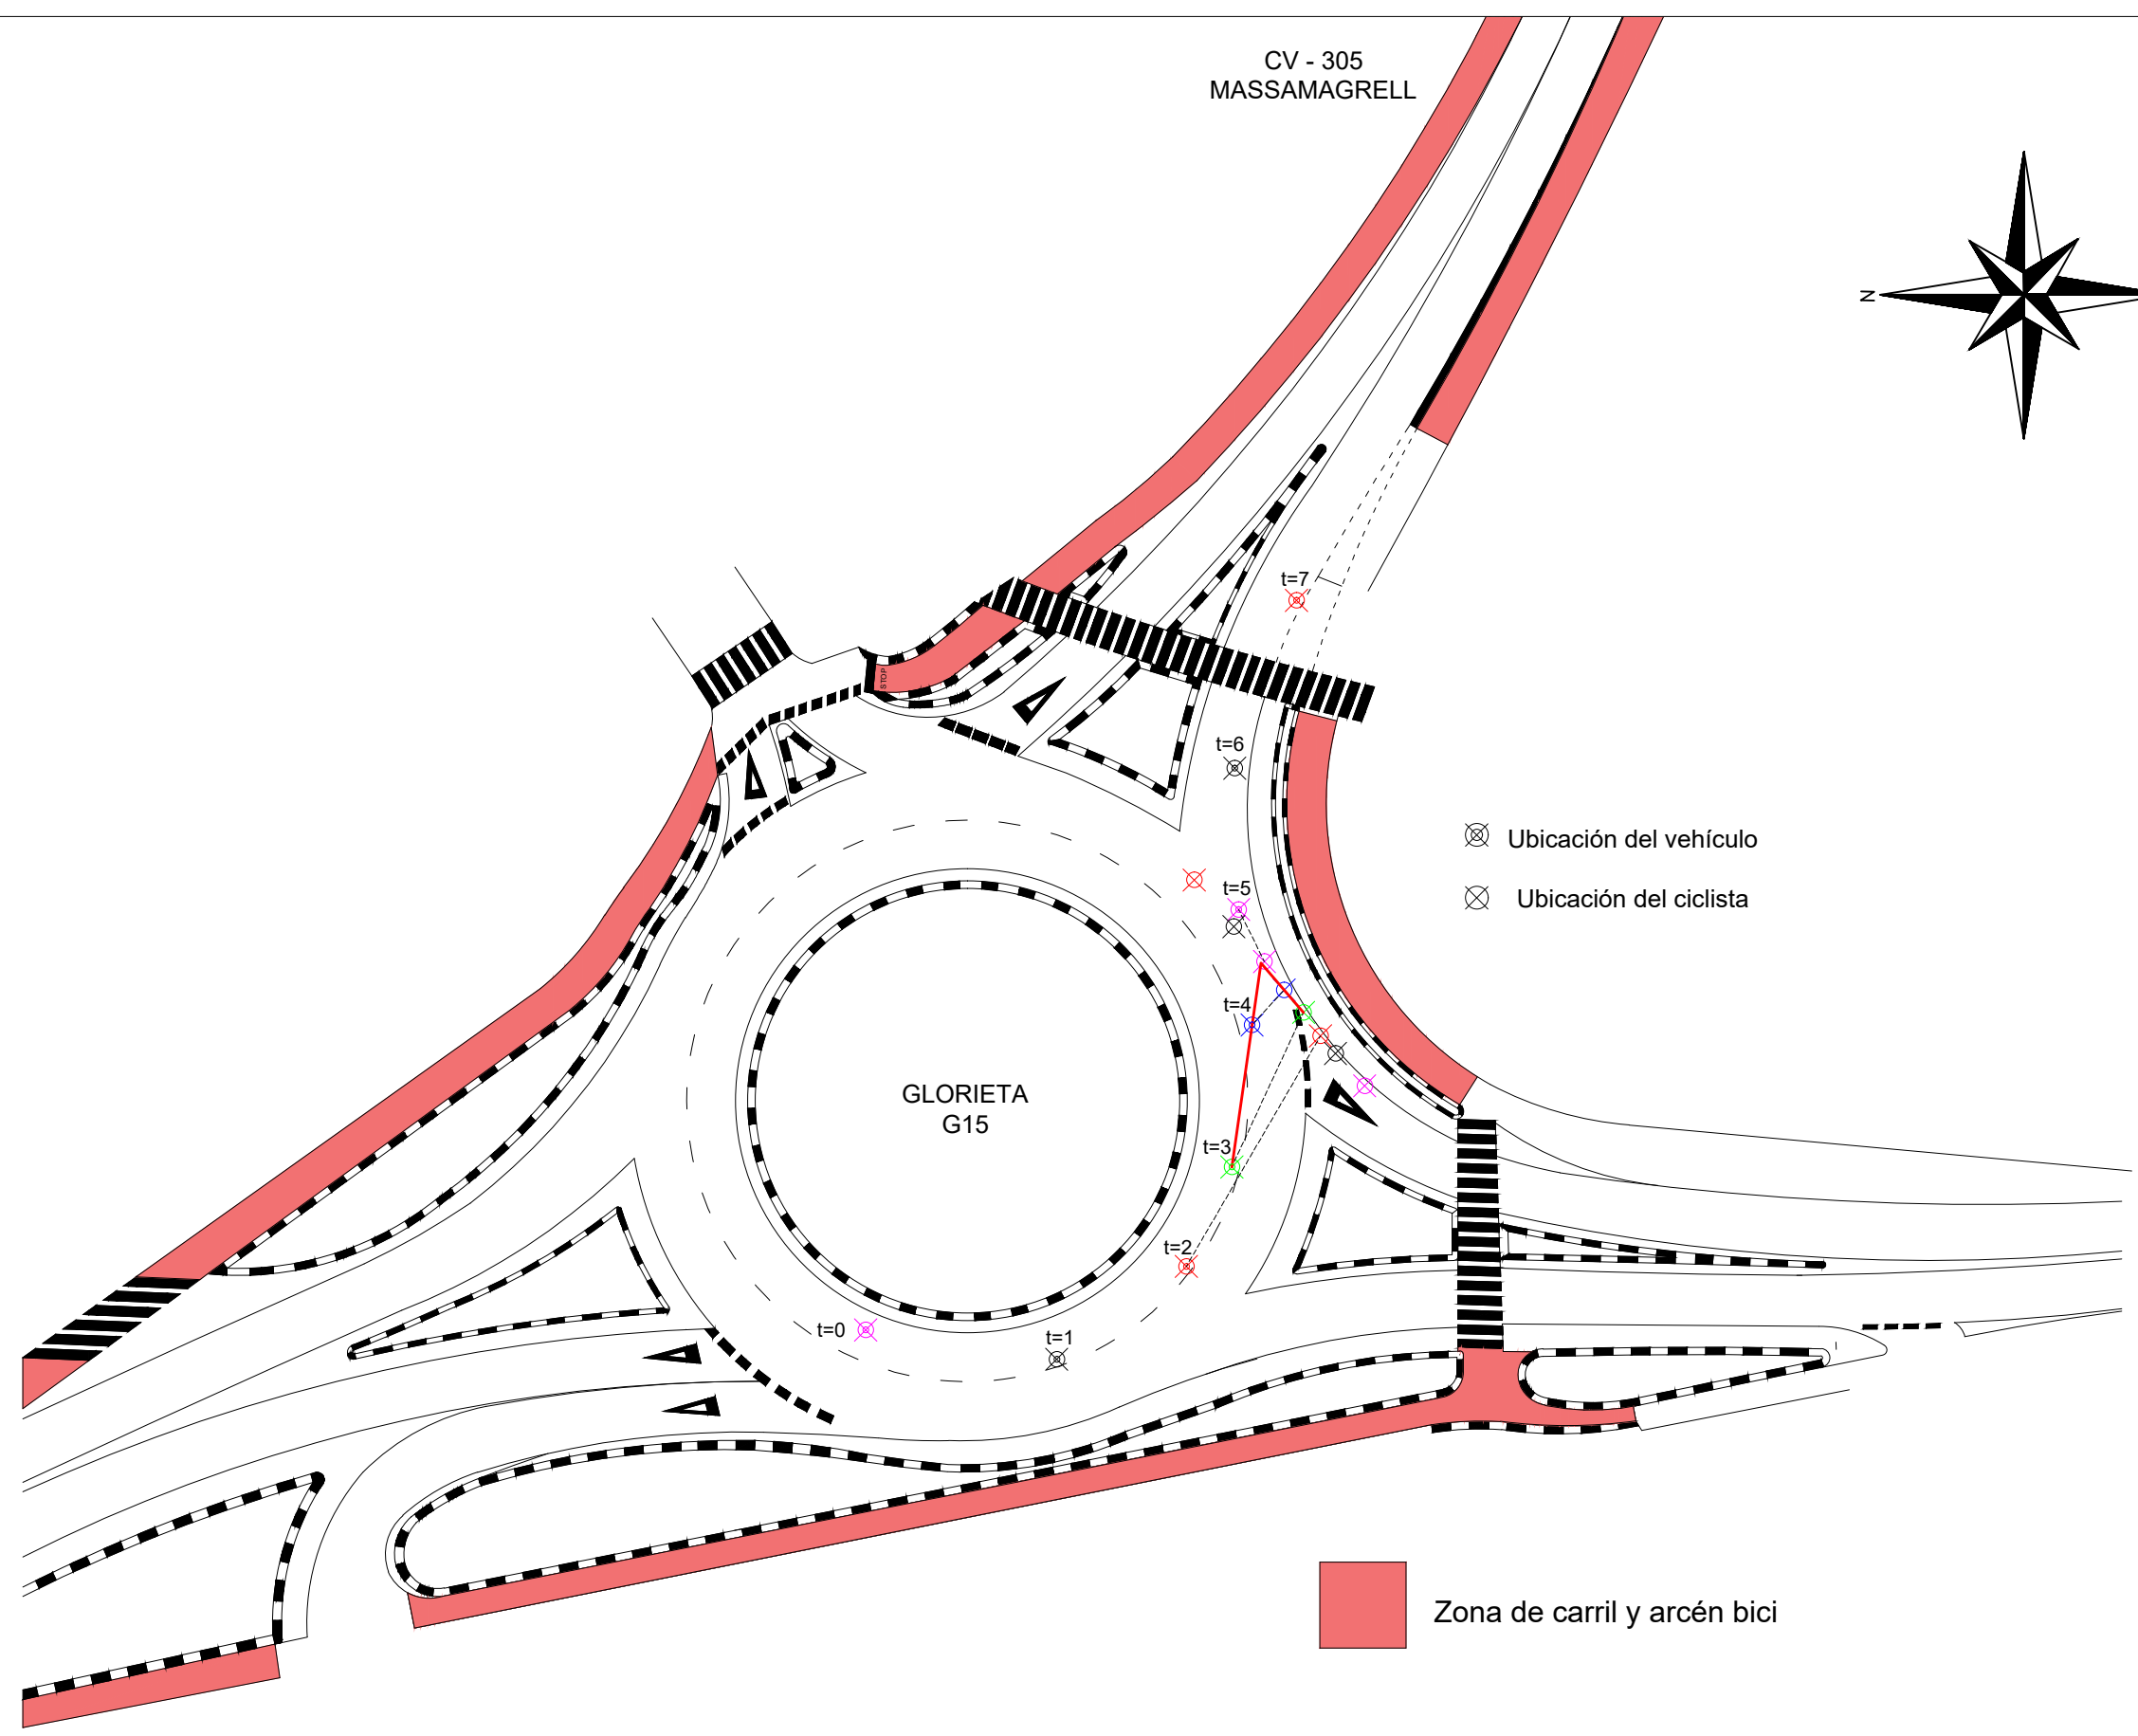 CV - 305
MASSAMAGRELL
N
t=7
STOP
t=6
Ubicación del vehículo
t=5
Ubicación del ciclista
t=4
GLORIETA
G15
t=3
t=2
t=0
t=1
Zona de carril y arcén bici